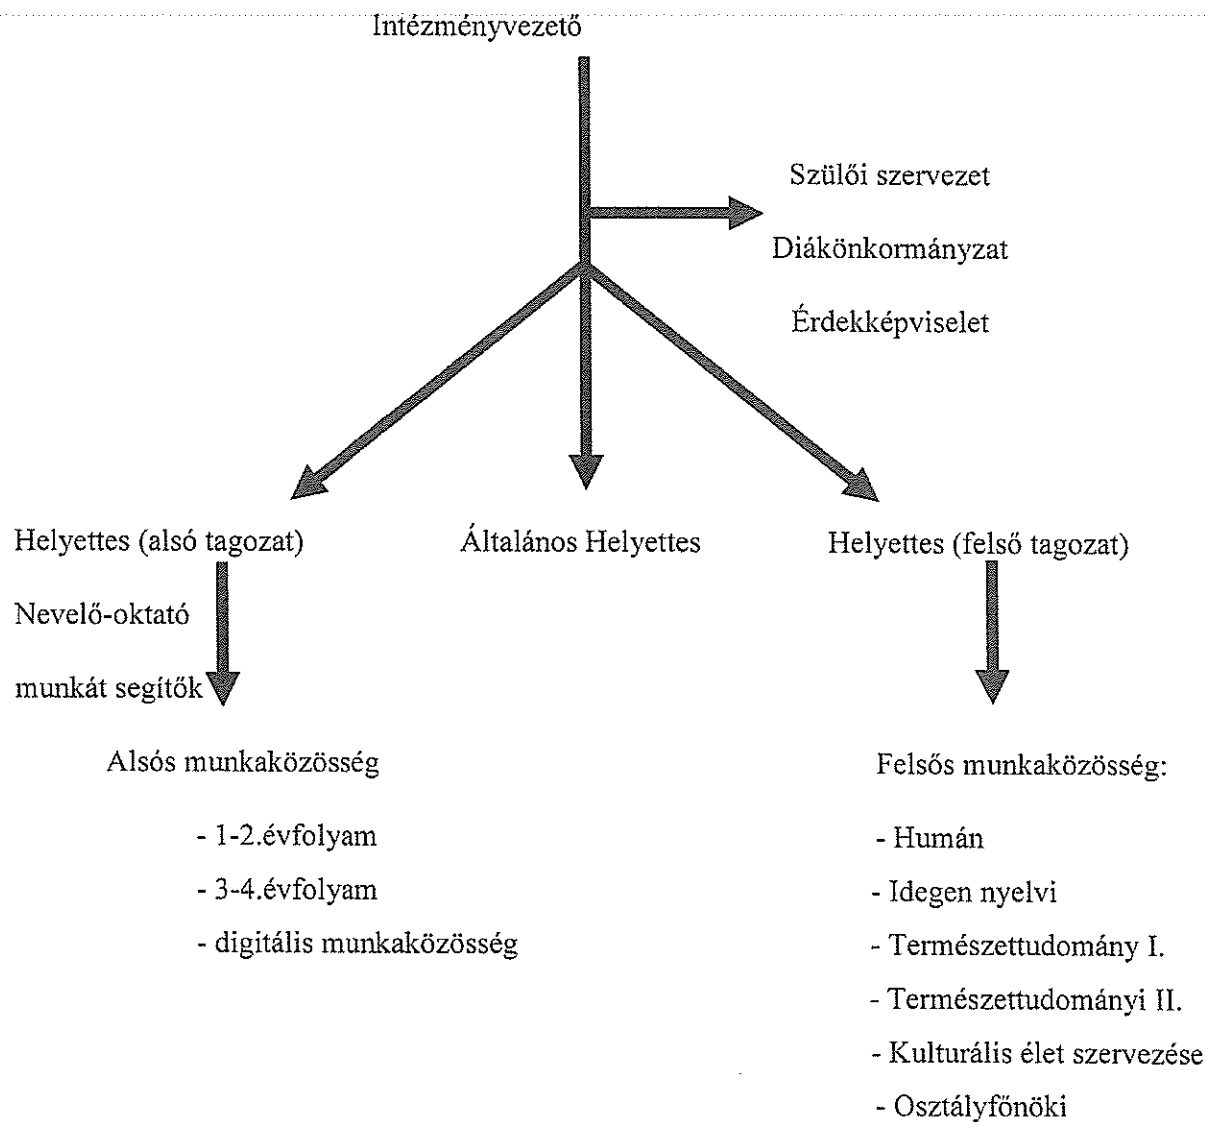 Intézményvezető
Szülői szervezet
Diákönkormányzat
Érdekképviselet
Helyettes (alsó tagozat)
Általános Helyettes
Helyettes (felső tagozat)
Nevelő-oktató
munkát segítők
Alsós munkaközösség
- 1-2.évfolyam
- 3-4.évfolyam
- digitális munkaközösség
Felsős munkaközösség:
- Humán
- Idegen nyelvi
- Természettudomány I.
- Természettudományi II.
- Kulturális élet szervezése
- Osztályfőnöki